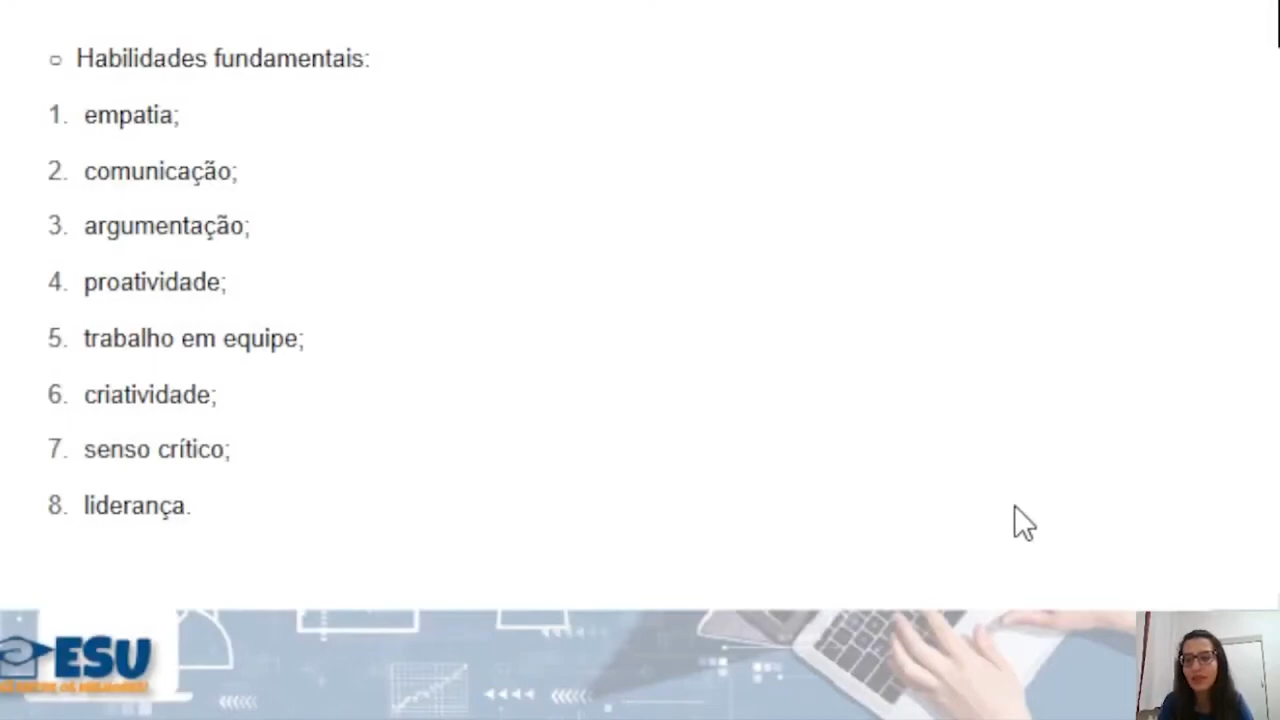 ○ Habilidades fundamentais:
1. empatia;
2. comunicação;
3. argumentação;
4. proatividade;
5. trabalho em equipe;
6. criatividade;
7. senso crítico;
8. liderança.
ESU